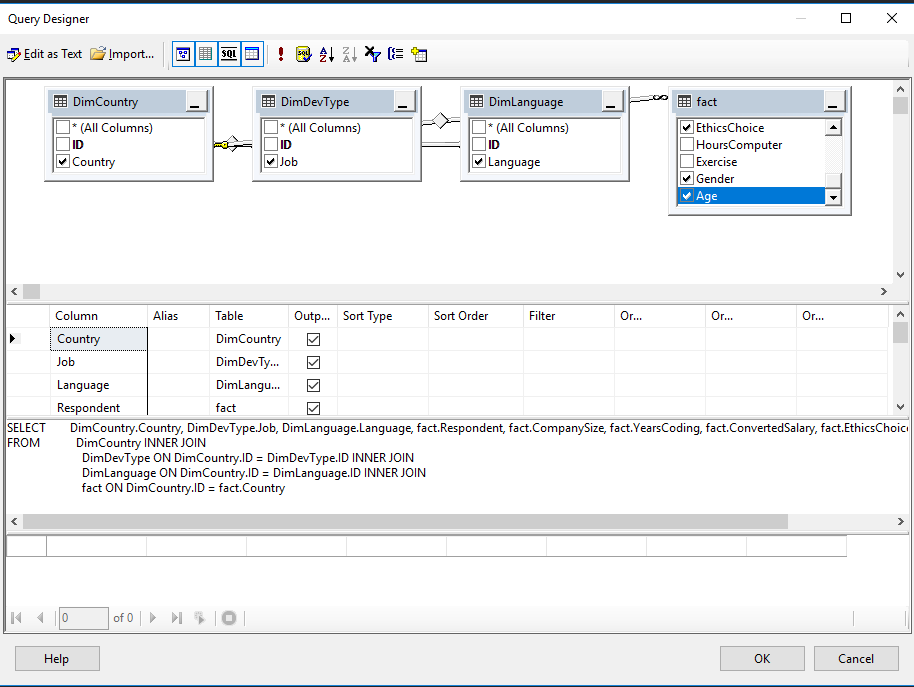 Query Designer
Edit as Text Import... SQL
DimCountry DimDevType DimLanguage fact
* (All Columns) * (All Columns) * (All Columns) EthicsChoice
ID ID ID HoursComputer
Country Job Language Exercise
Gender
Age
Column Alias Table Outp... Sort Type Sort Order Filter Or... Or... Or...
Country DimCountry
Job DimDevTy...
Language DimLangu...
Respondent fact
SELECT DimCountry.Country, DimDevType.Job, DimLanguage.Language, fact.Respondent, fact.CompanySize, fact.YearsCoding, fact.ConvertedSalary, fact.EthicsChoice
FROM DimCountry INNER JOIN
DimDevType ON DimCountry.ID = DimDevType.ID INNER JOIN
DimLanguage ON DimCountry.ID = DimLanguage.ID INNER JOIN
fact ON DimCountry.ID = fact.Country
0 of 0
Help OK Cancel